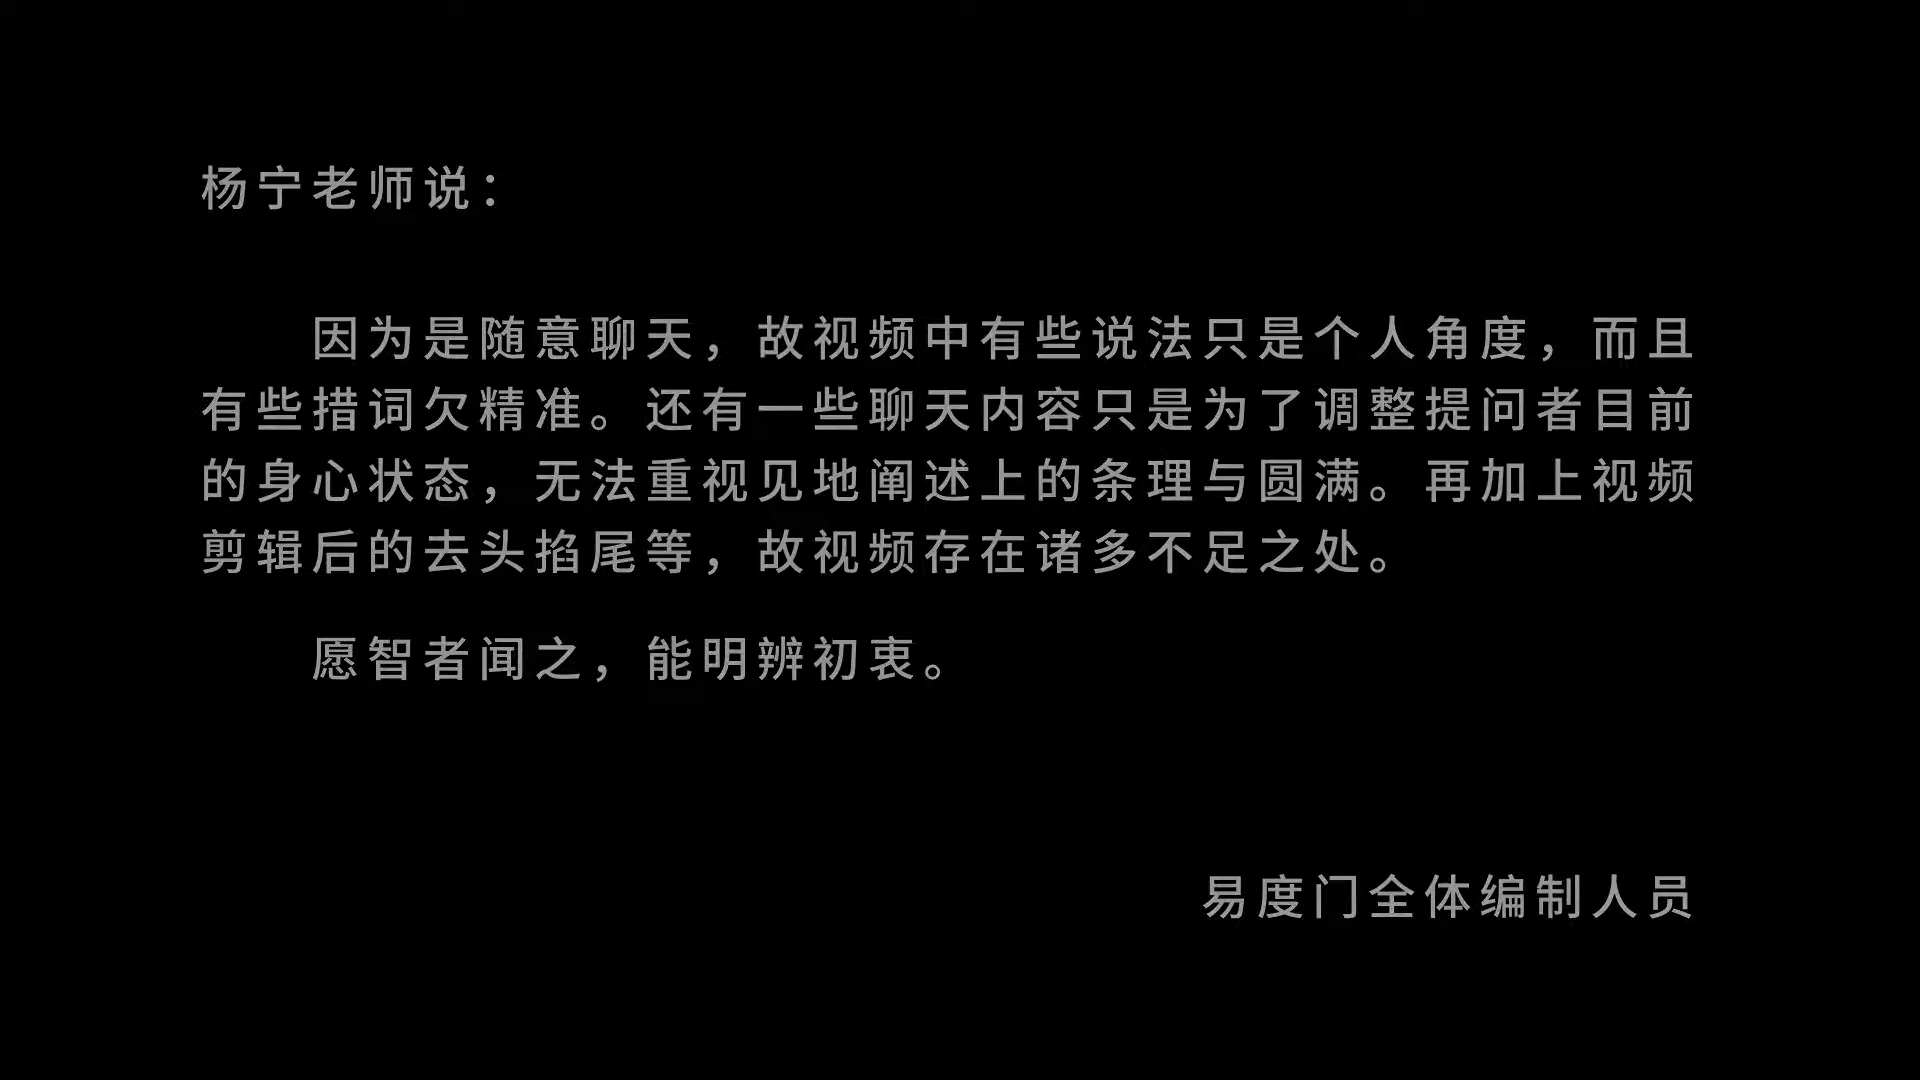 杨宁老师说：
因为是随意聊天，故视频中有些说法只是个人角度，而且
有些措词欠精准。还有一些聊天内容只是为了调整提问者目前
的身心状态，无法重视见地阐述上的条理与圆满。再加上视频
剪辑后的去头掐尾等，故视频存在诸多不足之处。
愿智者闻之，能明辨初衷。
易度门全体编制人员